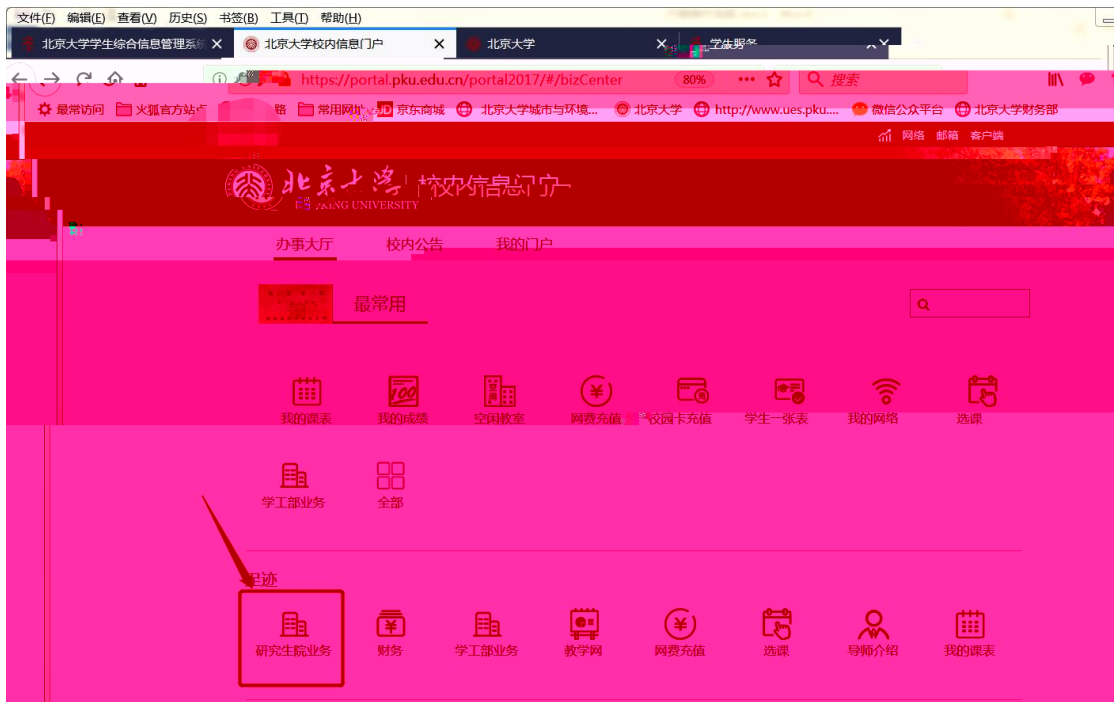 文件(F) 编辑(E) 查看(V) 历史(S) 书签(B) 工具(T) 帮助(H)
北京大学学生综合信息管理系统 北京大学校内信息门户 北京大学
https://portal.pku.edu.cn/portal2017/#/bizCenter 80% 搜索
最常访问 火狐官方站点 常用网址 京东商城 北京大学城市与环境... 北京大学 http://www.ues.pku.... 微信公众平台 北京大学财务部
网络 邮箱 客户端
北京大学 校内信息门户
PEKING UNIVERSITY
办事大厅 校内公告 我的门户
最常用
我的课表 我的成绩 空闲教室 网费充值 校园卡充值 学生一张表 我的网络 选课
学工部业务 全部
足迹
研究生院业务 财务 学工部业务 教学网 网费充值 选课 导师介绍 我的课表